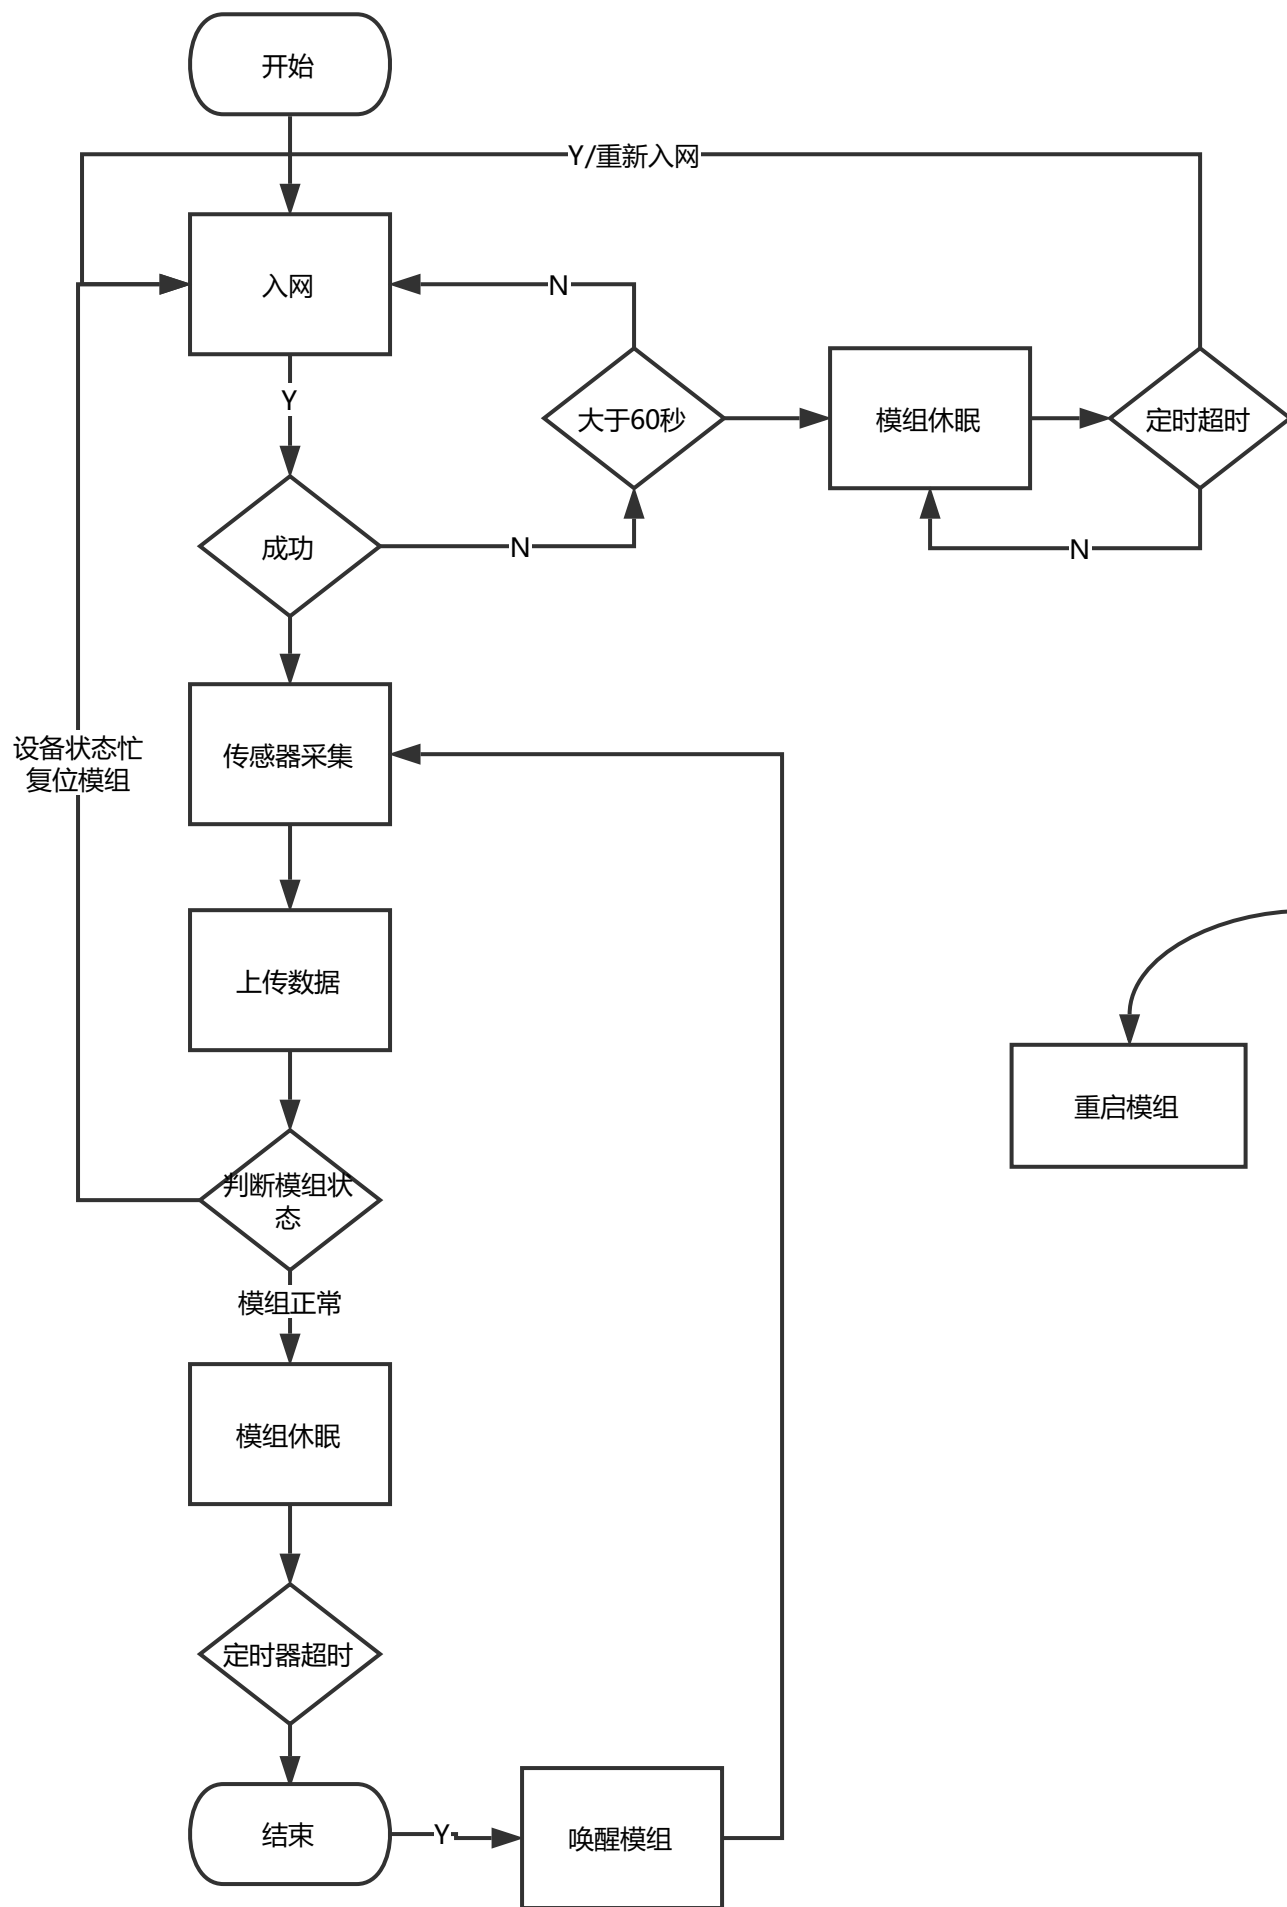 开始
Y/重新入网
入网
N
Y
大于60秒
模组休眠
定时超时
成功
N
N
设备状态忙
复位模组
传感器采集
上传数据
重启模组
判断模组状
态
模组正常
模组休眠
定时器超时
结束
Y
唤醒模组